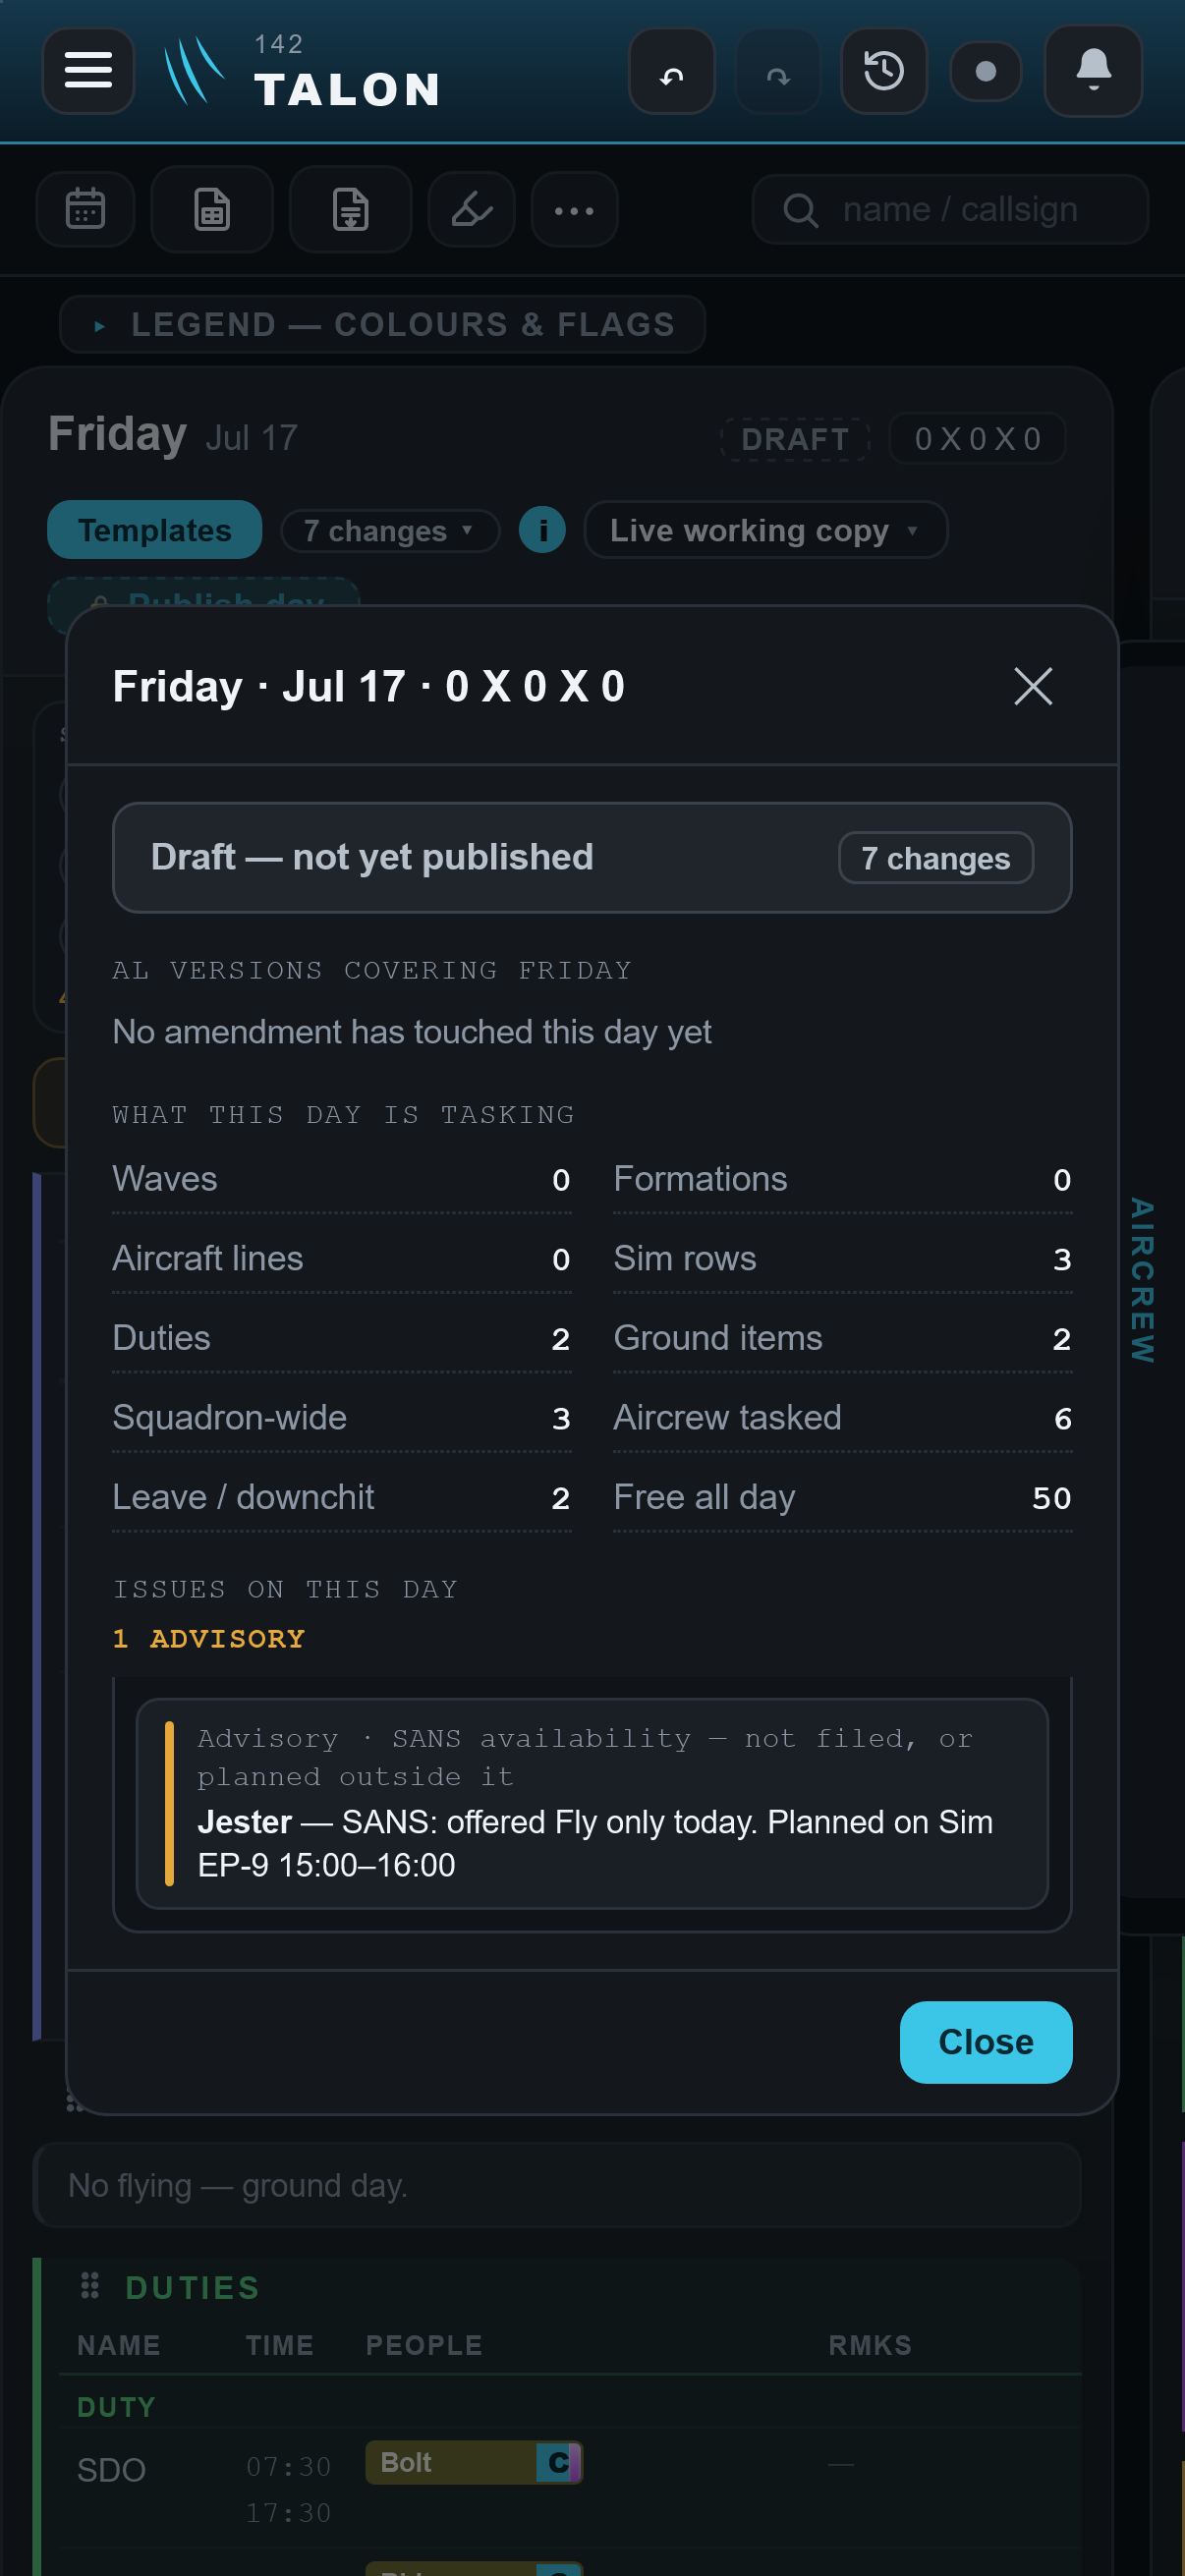 142
TALON
name / callsign
▸ LEGEND — COLOURS & FLAGS
Friday Jul 17
DRAFT
0 X 0 X 0
Templates
7 changes ▾
i
Live working copy ▾
Publish day
Friday · Jul 17 · 0 X 0 X 0
Draft — not yet published
7 changes
AL VERSIONS COVERING FRIDAY
No amendment has touched this day yet
WHAT THIS DAY IS TASKING
Waves 0
Formations 0
Aircraft lines 0
Sim rows 3
Duties 2
Ground items 2
Squadron-wide 3
Aircrew tasked 6
Leave / downchit 2
Free all day 50
ISSUES ON THIS DAY
1 ADVISORY
Advisory · SANS availability — not filed, or
planned outside it
Jester — SANS: offered Fly only today. Planned on Sim
EP-9 15:00–16:00
Close
AIRCREW
No flying — ground day.
DUTIES
NAME TIME PEOPLE RMKS
DUTY
SDO 07:30 Bolt C —
17:30